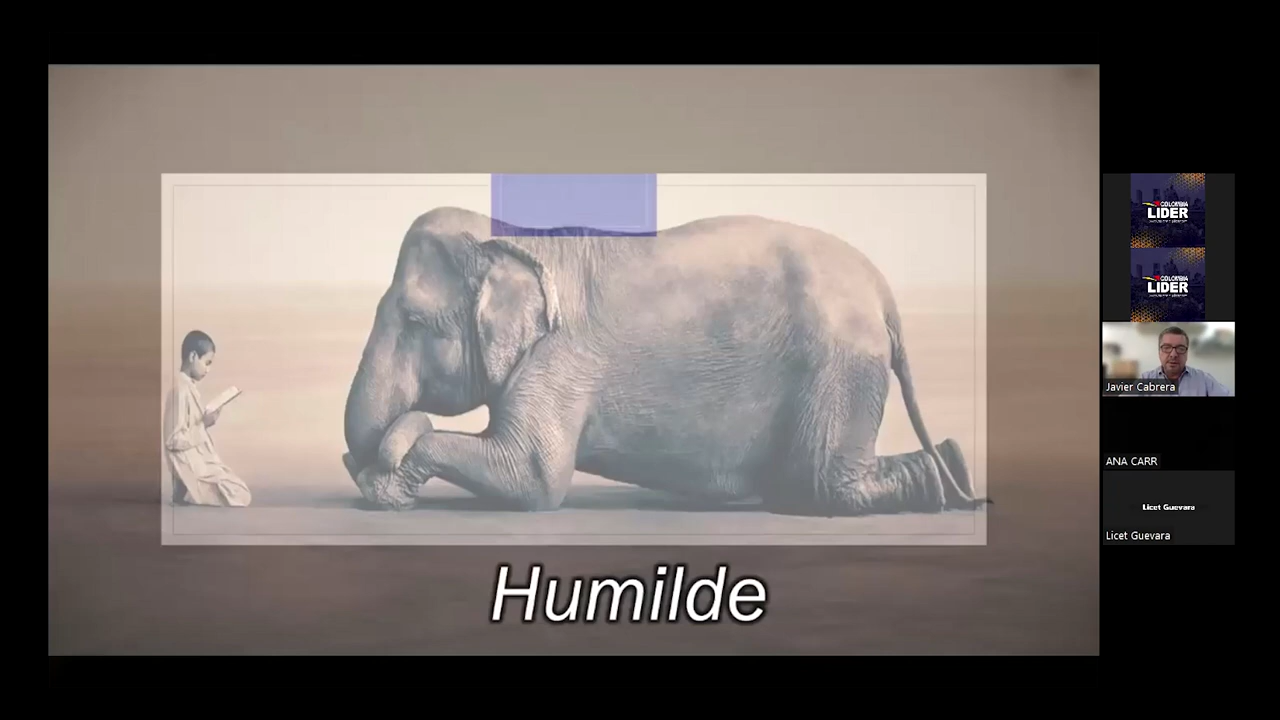 Humilde
COLOMBIA
LIDER
COLOMBIA
LIDER
Javier Cabrera
ANA CARR
Licet Guevara
Licet Guevara